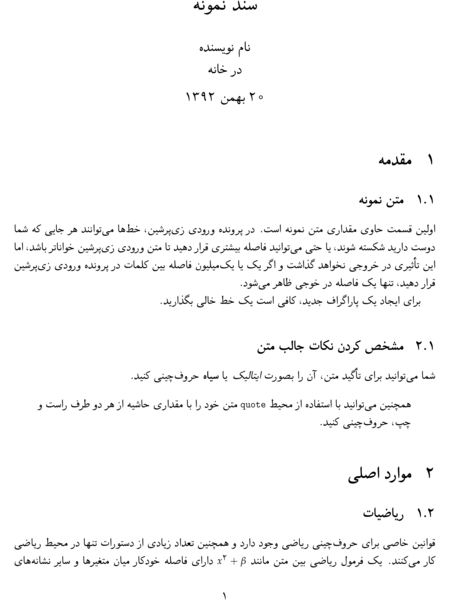 سند نمونه
نام نویسنده
در خانه
۲۰ بهمن ۱۳۹۲
۱ مقدمه
۱.۱ متن نمونه
اولین قسمت حاوی مقداری متن نمونه است. در پرونده ورودی زی‌پرشین، خط‌ها می‌توانند هر جایی که شما
دوست دارید شکسته شوند، یا حتی می‌توانید فاصله بیشتری قرار دهید تا متن ورودی زی‌پرشین خواناتر باشد، اما
این تأثیری در خروجی نخواهد گذاشت و اگر یک یا یک‌میلیون فاصله بین کلمات در پرونده ورودی زی‌پرشین
قرار دهید، تنها یک فاصله در خوجی ظاهر می‌شود.
برای ایجاد یک پاراگراف جدید، کافی است یک خط خالی بگذارید.
۲.۱ مشخص کردن نکات جالب متن
شما می‌توانید برای تأگید متن، آن را بصورت ایتالیک یا سیاه حروف‌چینی کنید.
همچنین می‌توانید با استفاده از محیط quote متن خود را با مقداری حاشیه از هر دو طرف راست و
چپ، حروف‌چینی کنید.
۲ موارد اصلی
۱.۲ ریاضیات
قوانین خاصی برای حروف‌چینی ریاضی وجود دارد و همچنین تعداد زیادی از دستورات تنها در محیط ریاضی
کار می‌کنند. یک فرمول ریاضی بین متن مانند x^۲ + β دارای فاصله خودکار میان متغیرها و سایر نشانه‌های
۱